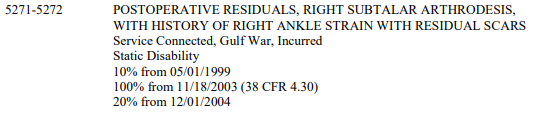 5271-5272 POSTOPERATIVE RESIDUALS, RIGHT SUBTALAR ARTHRODESIS,
WITH HISTORY OF RIGHT ANKLE STRAIN WITH RESIDUAL SCARS
Service Connected, Gulf War, Incurred
Static Disability
10% from 05/01/1999
100% from 11/18/2003 (38 CFR 4.30)
20% from 12/01/2004